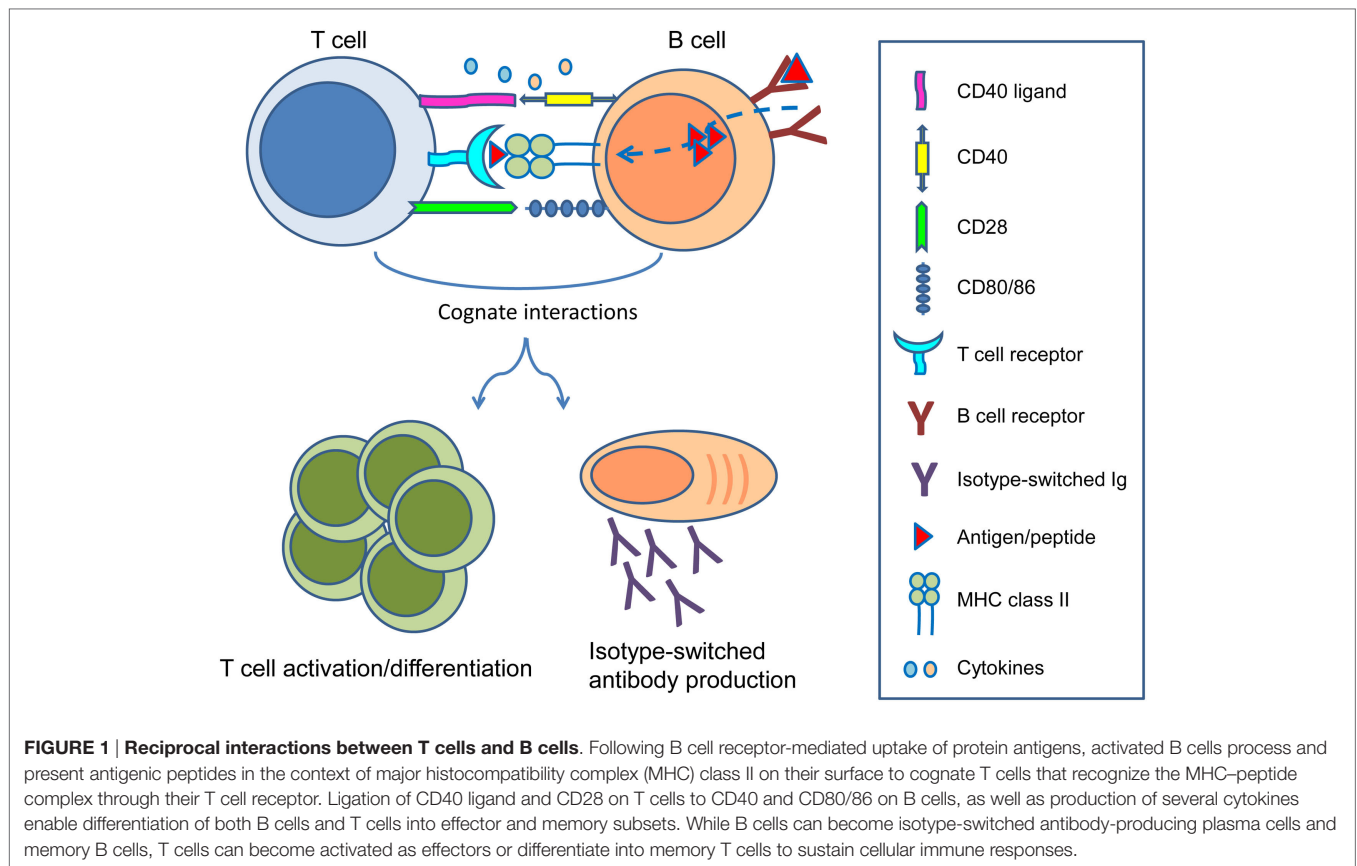 T cell
B cell
Cognate interactions
T cell activation/differentiation
Isotype-switched
antibody production
CD40 ligand
CD40
CD28
CD80/86
T cell receptor
B cell receptor
Isotype-switched Ig
Antigen/peptide
MHC class II
Cytokines
FIGURE 1 | Reciprocal interactions between T cells and B cells. Following B cell receptor-mediated uptake of protein antigens, activated B cells process and
present antigenic peptides in the context of major histocompatibility complex (MHC) class II on their surface to cognate T cells that recognize the MHC–peptide
complex through their T cell receptor. Ligation of CD40 ligand and CD28 on T cells to CD40 and CD80/86 on B cells, as well as production of several cytokines
enable differentiation of both B cells and T cells into effector and memory subsets. While B cells can become isotype-switched antibody-producing plasma cells and
memory B cells, T cells can become activated as effectors or differentiate into memory T cells to sustain cellular immune responses.